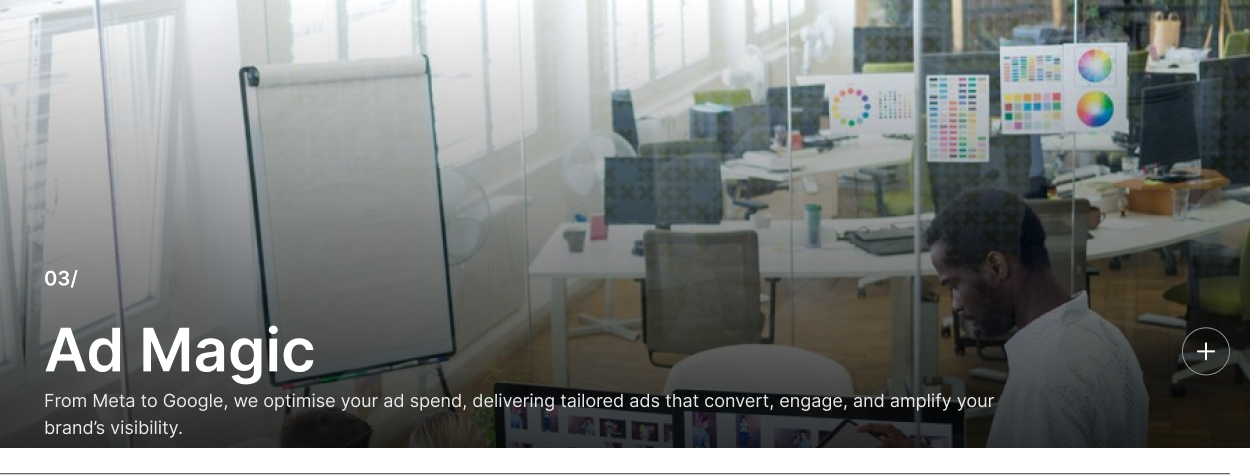 03/
Ad Magic
From Meta to Google, we optimise your ad spend, delivering tailored ads that convert, engage, and amplify your
brand’s visibility.